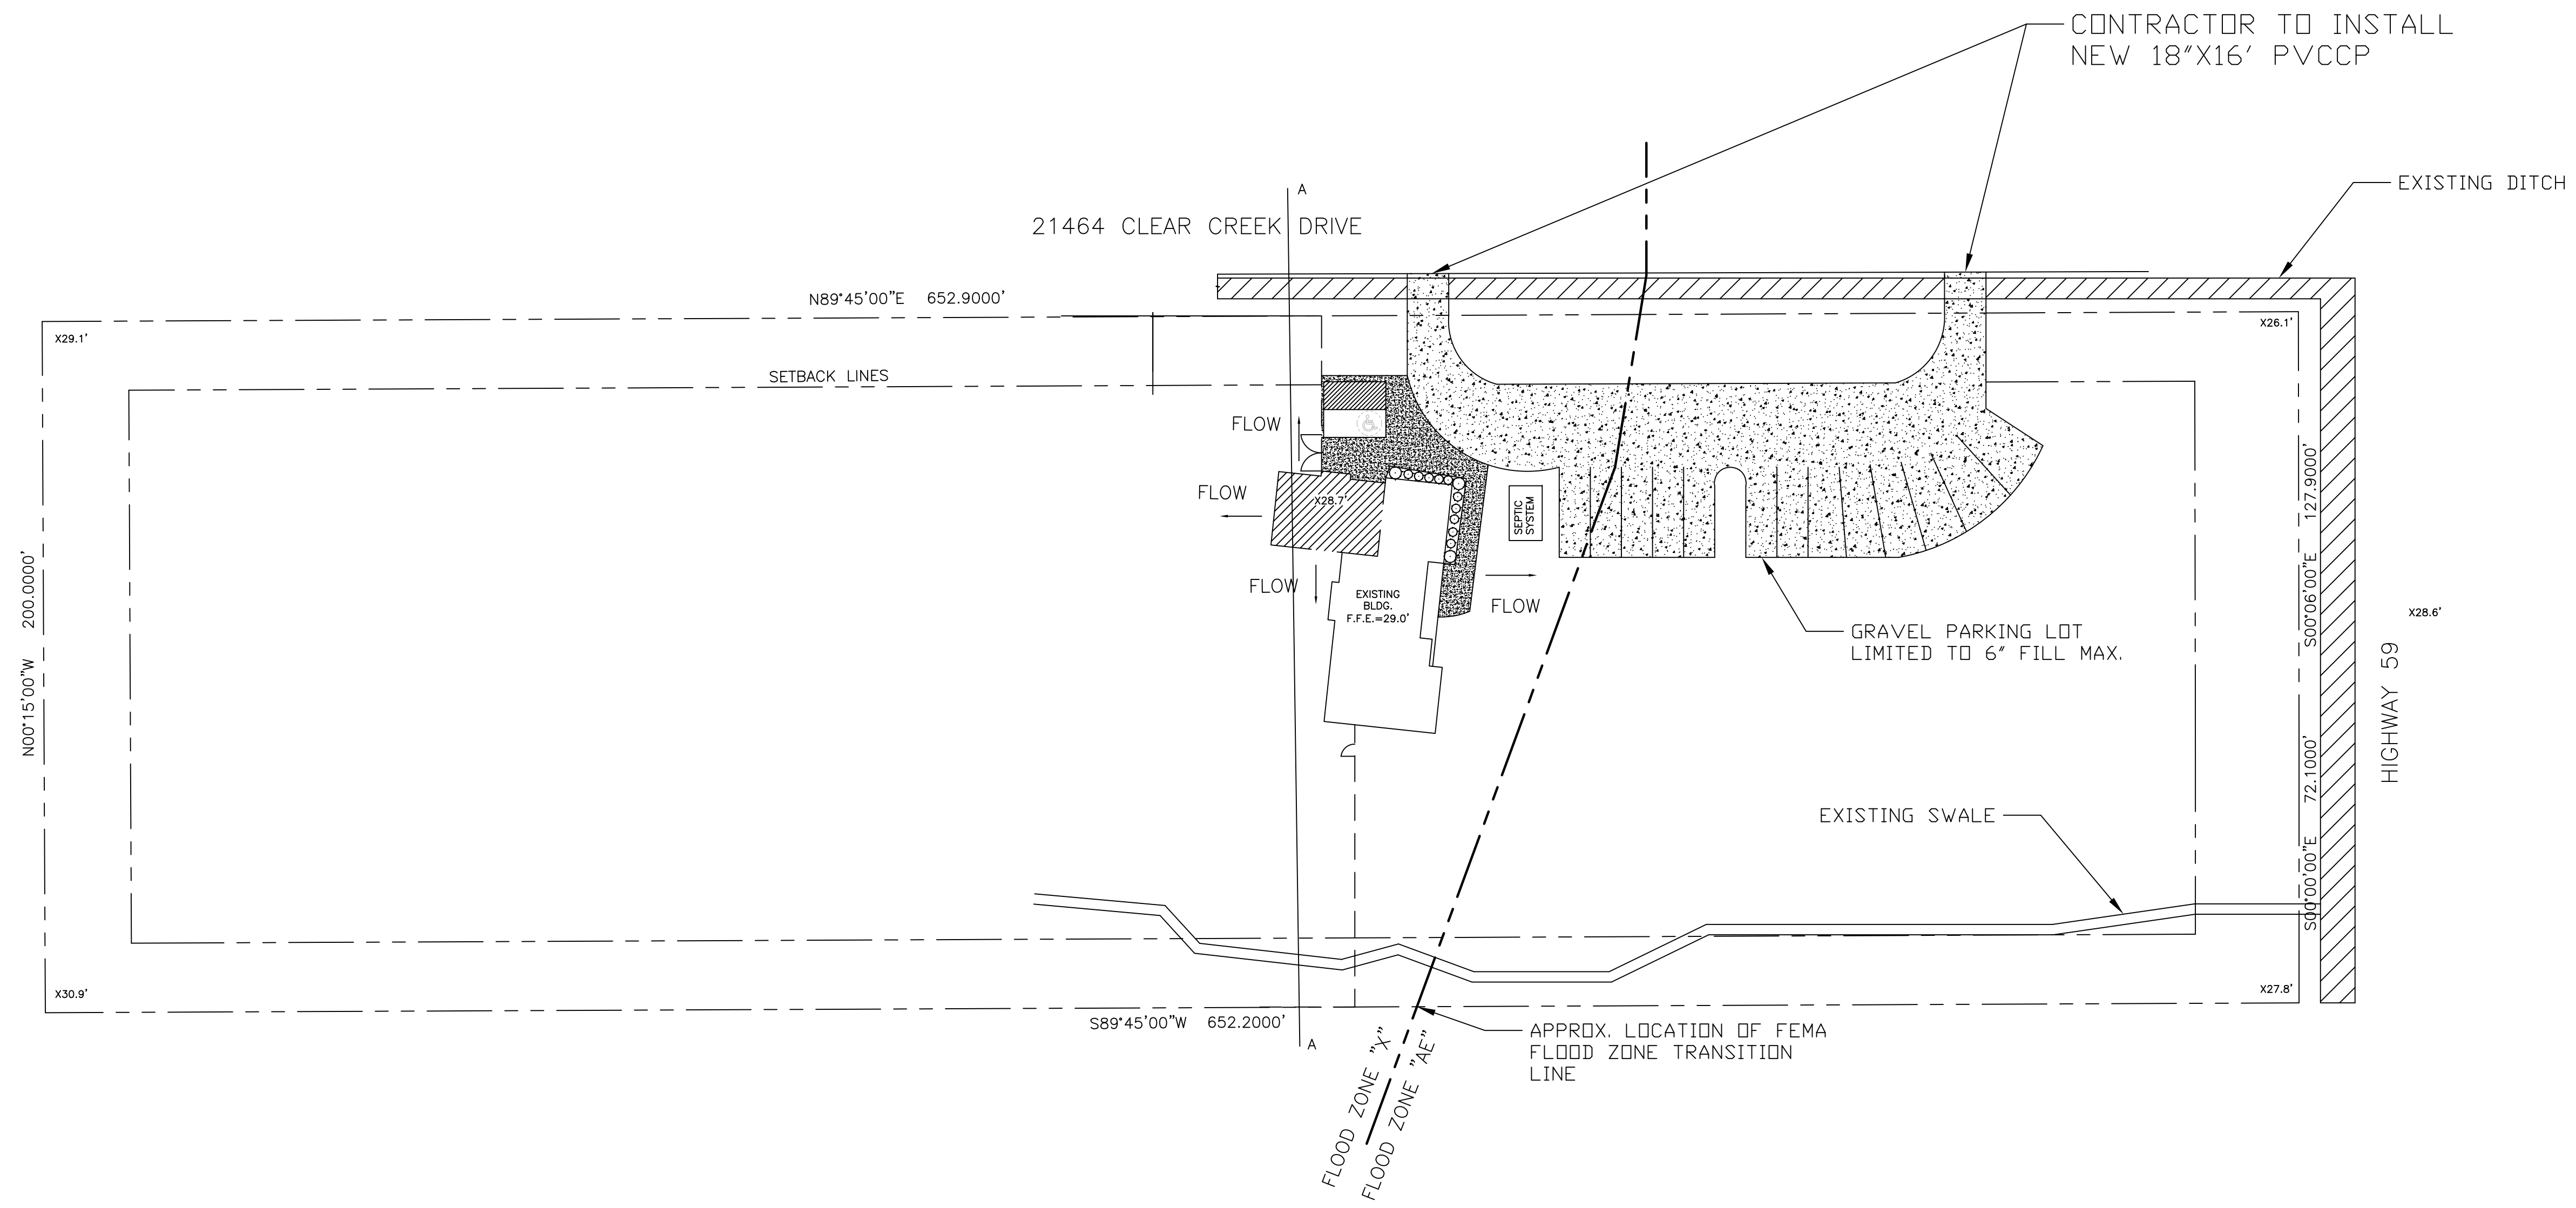 CONTRACTOR TO INSTALL
NEW 18"X16' PVCCP
EXISTING DITCH
A
21464 CLEAR CREEK DRIVE
N89°45'00"E 652.9000'
X29.1'
X26.1'
SETBACK LINES
FLOW
FLOW
X28.7'
SEPTIC
SYSTEM
S00°06'00"E 127.9000'
N00°15'00"W 200.0000'
FLOW
EXISTING
BLDG.
F.F.E.=29.0'
FLOW
X28.6'
GRAVEL PARKING LOT
LIMITED TO 6" FILL MAX.
HIGHWAY 59
EXISTING SWALE
S00°00'00"E 72.1000'
X30.9'
X27.8'
S89°45'00"W 652.2000'
A
APPROX. LOCATION OF FEMA
FLOOD ZONE TRANSITION
LINE
FLOOD ZONE "X"
FLOOD ZONE "AE"